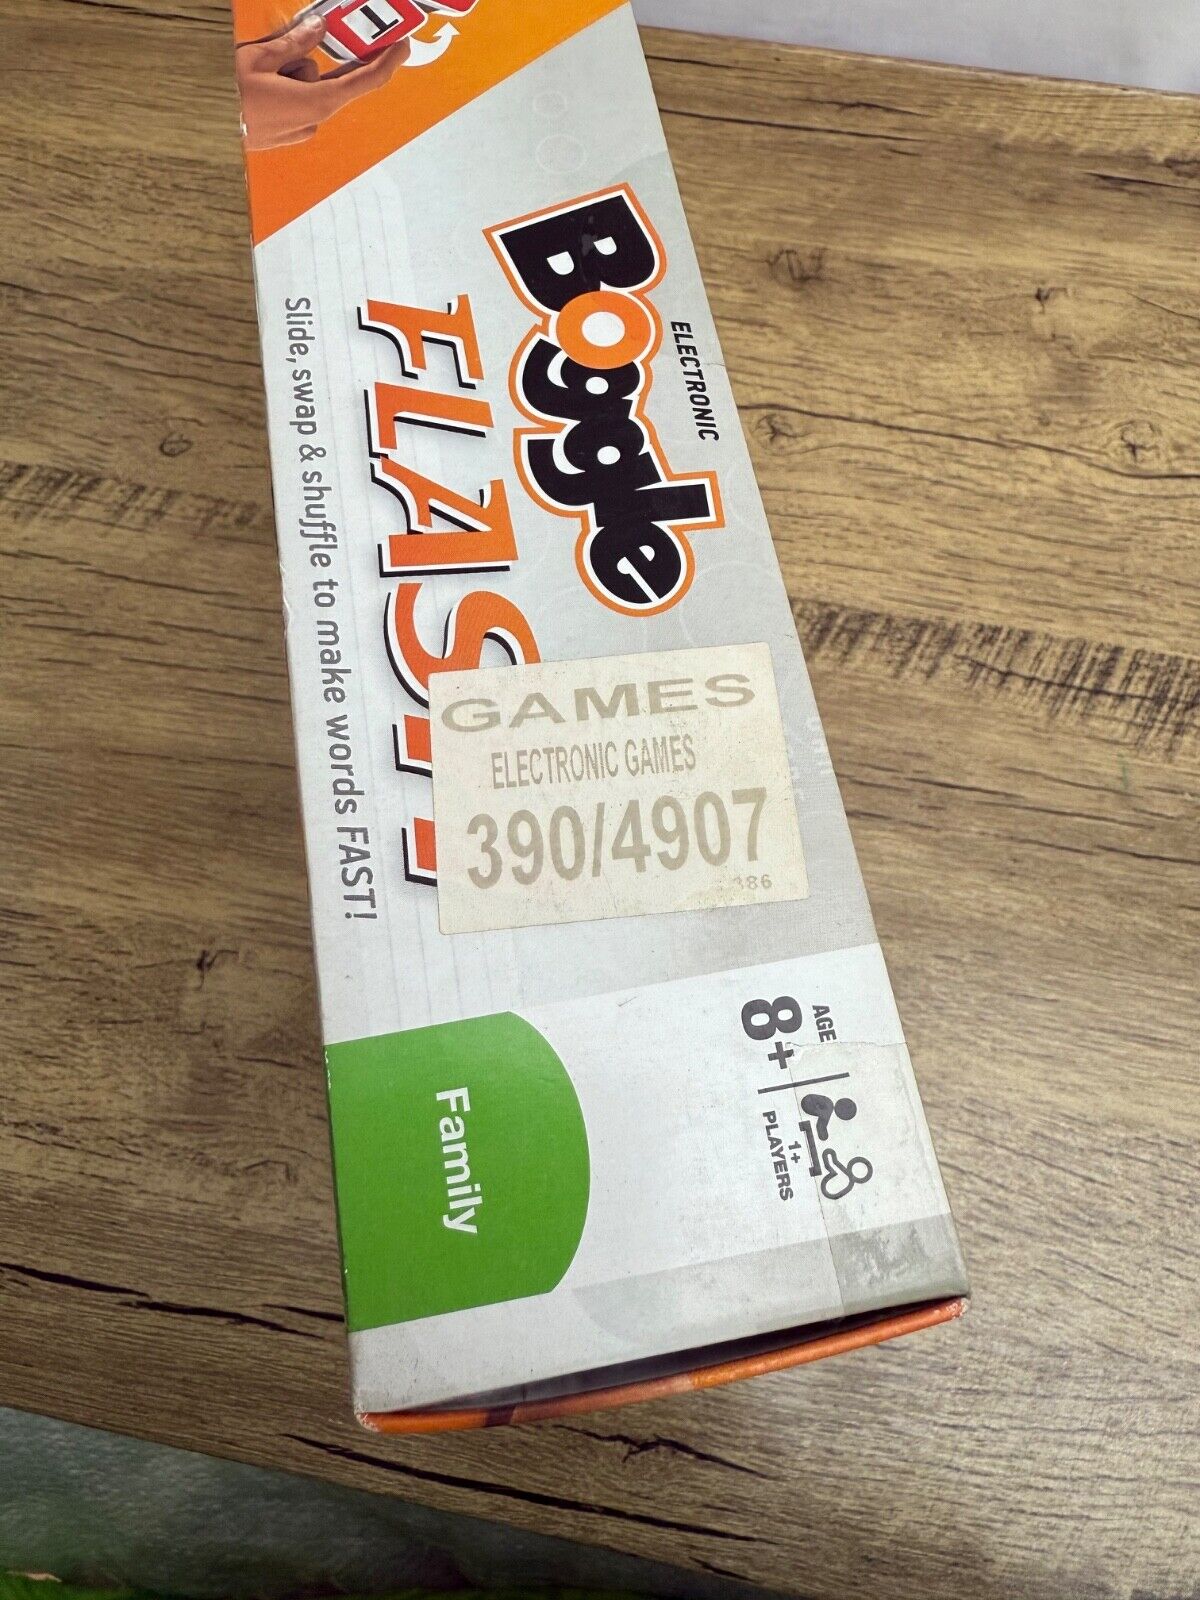 T
ELECTRONIC
Boggle
FLASH
Slide, swap & shuffle to make words FAST!
GAMES
ELECTRONIC GAMES
390/4907
AGE
8+
1+
PLAYERS
Family